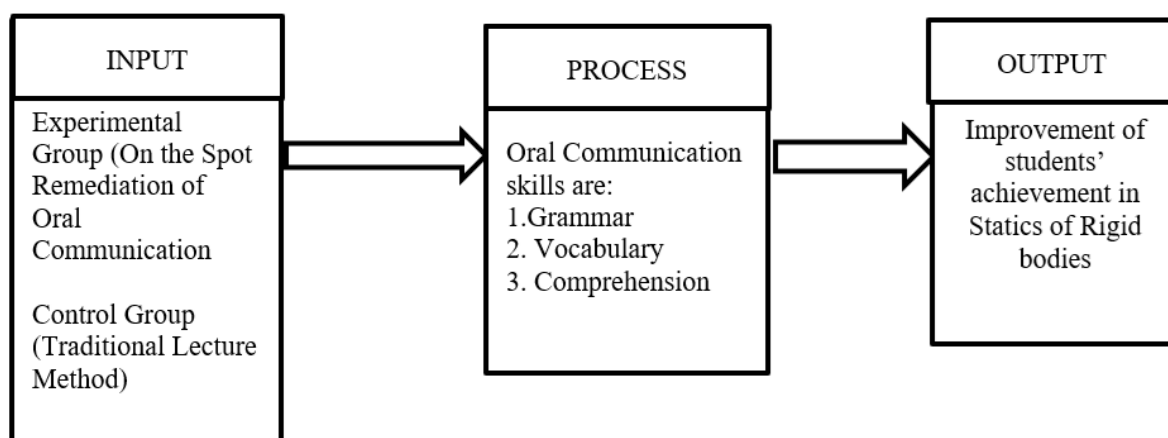 INPUT
Experimental
Group (On the Spot
Remediation of
Oral
Communication
Control Group
(Traditional Lecture
Method)
PROCESS
Oral Communication
skills are:
1.Grammar
2. Vocabulary
3. Comprehension
OUTPUT
Improvement of
students’
achievement in
Statics of Rigid
bodies